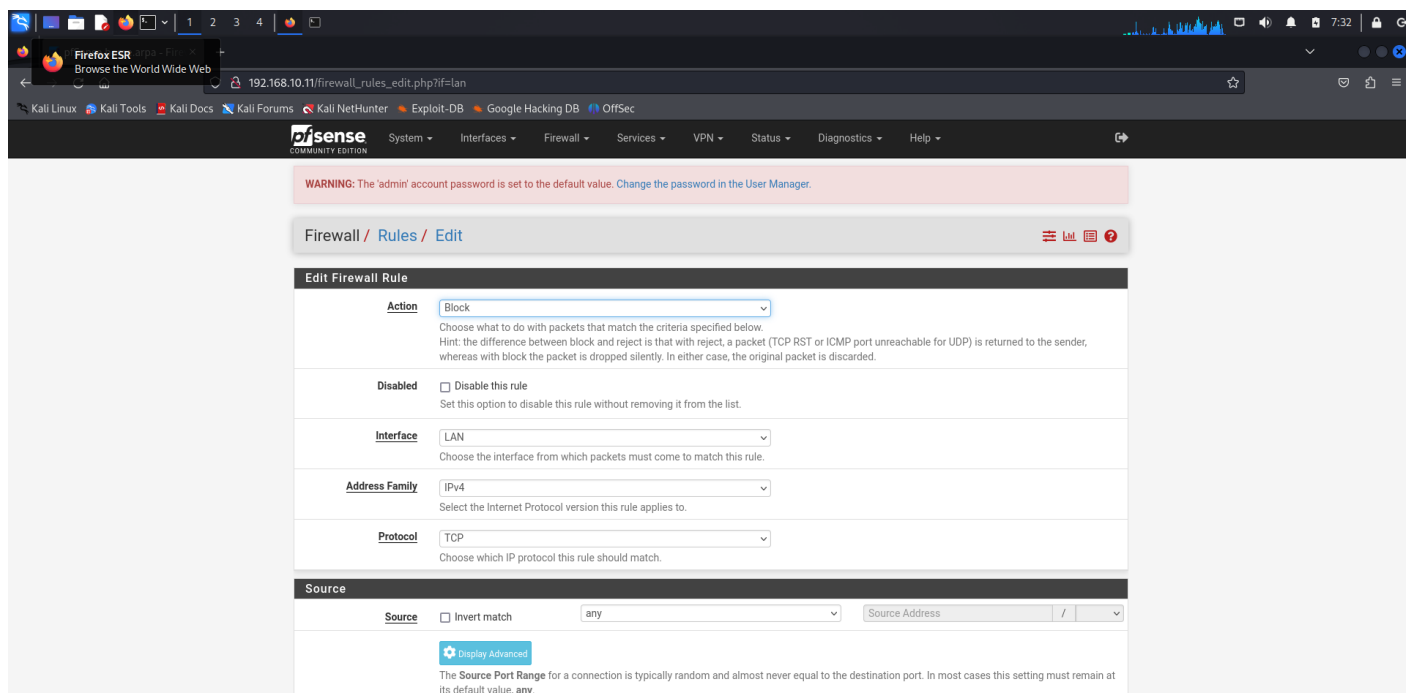 1 2 3 4 7:32
Firefox ESR
Browse the World Wide Web
192.168.10.11/firewall_rules_edit.php?if=lan
Kali Linux Kali Tools Kali Docs Kali Forums Kali NetHunter Exploit-DB Google Hacking DB OffSec
pfsense System Interfaces Firewall Services VPN Status Diagnostics Help
COMMUNITY EDITION
WARNING: The 'admin' account password is set to the default value. Change the password in the User Manager.
Firewall / Rules / Edit
Edit Firewall Rule
Action Block
Choose what to do with packets that match the criteria specified below.
Hint: the difference between block and reject is that with reject, a packet (TCP RST or ICMP port unreachable for UDP) is returned to the sender,
whereas with block the packet is dropped silently. In either case, the original packet is discarded.
Disabled Disable this rule
Set this option to disable this rule without removing it from the list.
Interface LAN
Choose the interface from which packets must come to match this rule.
Address Family IPv4
Select the Internet Protocol version this rule applies to.
Protocol TCP
Choose which IP protocol this rule should match.
Source
Source Invert match any Source Address /
Display Advanced
The Source Port Range for a connection is typically random and almost never equal to the destination port. In most cases this setting must remain at
its default value, any.